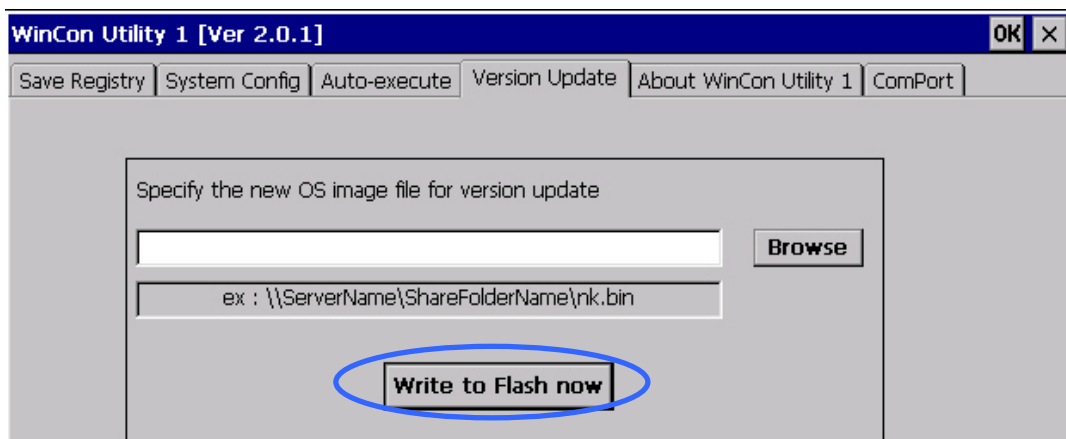 WinCon Utility 1 [Ver 2.0.1] OK ×
Save Registry System Config Auto-execute Version Update About WinCon Utility 1 ComPort
Specify the new OS image file for version update
Browse
ex : \\ServerName\ShareFolderName\nk.bin
Write to Flash now